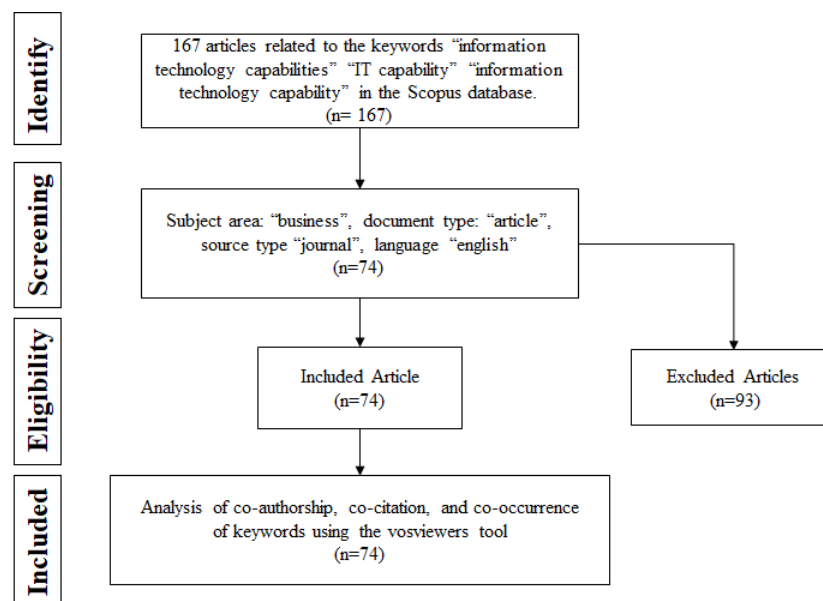 Identify
167 articles related to the keywords “information
technology capabilities” “IT capability” “information
technology capability” in the Scopus database.
(n= 167)
Screening
Subject area: “business”, document type: “article”,
source type “journal”, language “english”
(n=74)
Eligibility
Included Article
(n=74)
Excluded Articles
(n=93)
Included
Analysis of co-authorship, co-citation, and co-occurrence
of keywords using the vosviewers tool
(n=74)